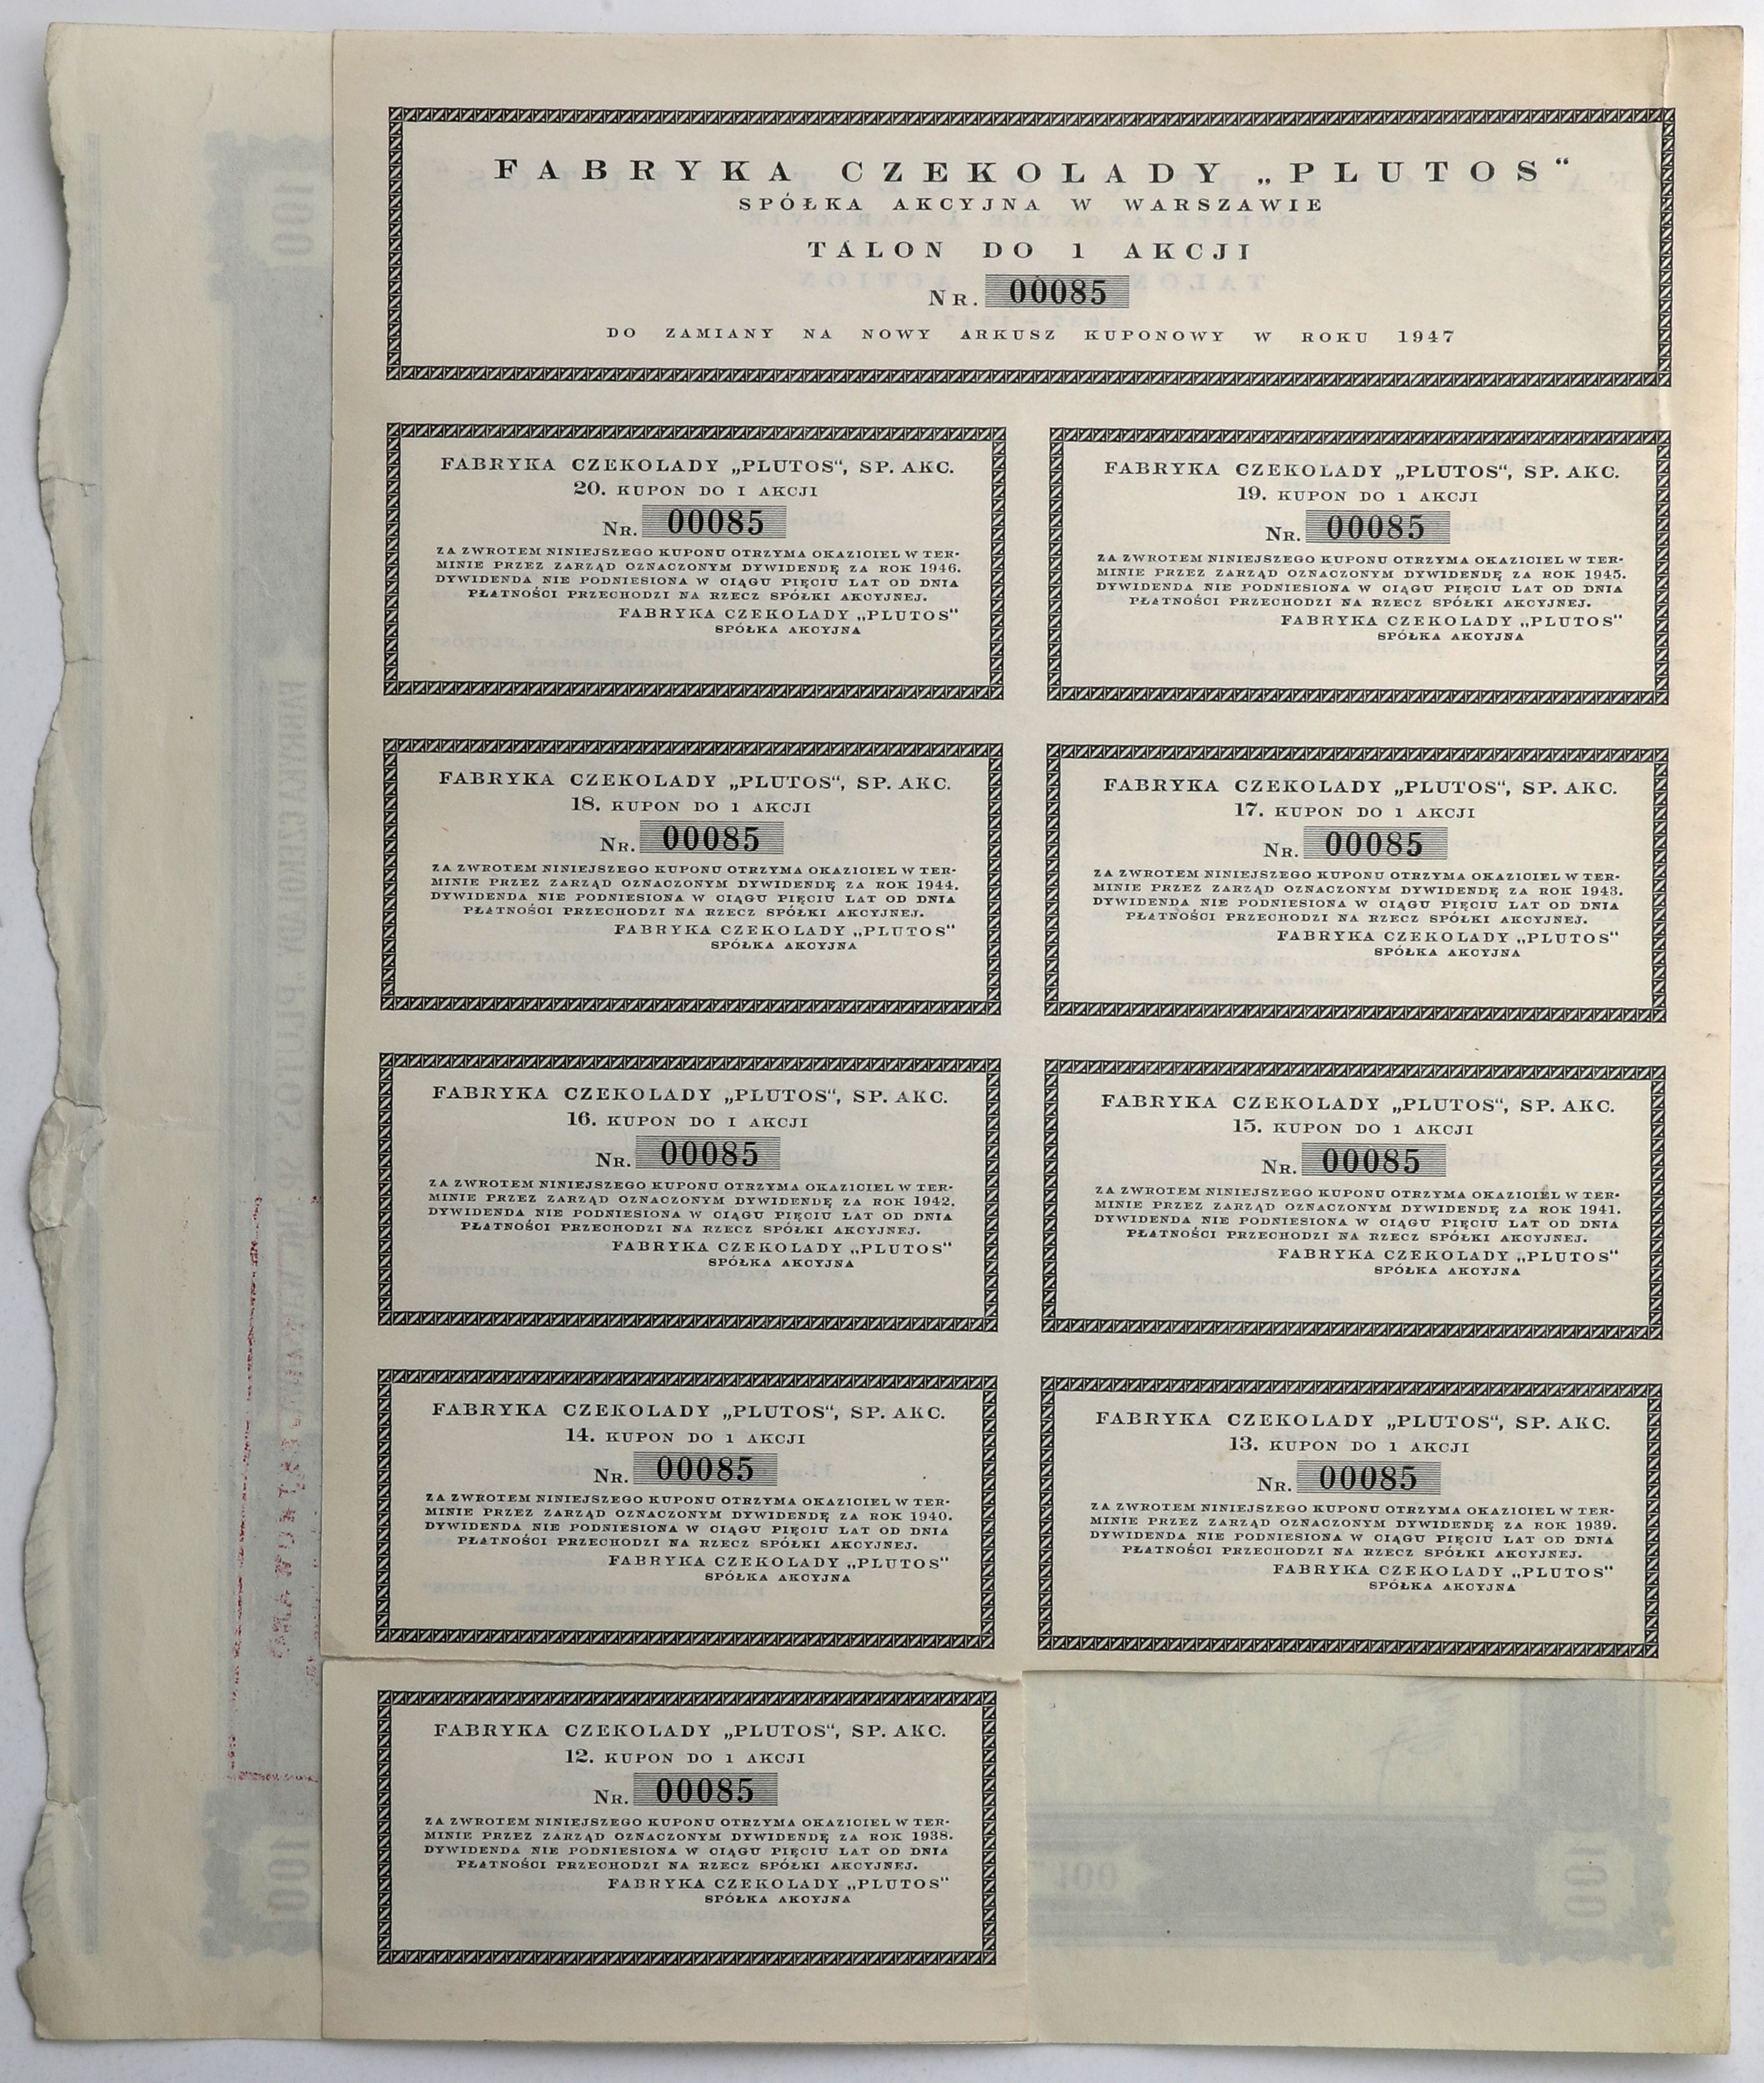 FABRYKA CZEKOLADY „PLUTOS“
SPÓŁKA AKCYJNA W WARSZAWIE
TALON DO 1 AKCJI
NR. 00085
DO ZAMIANY NA NOWY ARKUSZ KUPONOWY W ROKU 1947
FABRYKA CZEKOLADY „PLUTOS“, SP. AKC.
20. KUPON DO I AKCJI
NR. 00085
ZA ZWROTEM NINIEJSZEGO KUPONU OTRZYMA OKAZICIEL W TER-
MINIE PRZEZ ZARZĄD OZNACZONYM DYWIDENDĘ ZA ROK 1946.
DYWIDENDA NIE PODNIESIONA W CIĄGU PIĘCIU LAT OD DNIA
PŁATNOŚCI PRZECHODZI NA RZECZ SPÓŁKI AKCYJNEJ.
FABRYKA CZEKOLADY „PLUTOS“
SPÓŁKA AKCYJNA
FABRYKA CZEKOLADY „PLUTOS“, SP. AKC.
19. KUPON DO 1 AKCJI
NR. 00085
ZA ZWROTEM NINIEJSZEGO KUPONU OTRZYMA OKAZICIEL W TER-
MINIE PRZEZ ZARZĄD OZNACZONYM DYWIDENDĘ ZA ROK 1945.
DYWIDENDA NIE PODNIESIONA W CIĄGU PIĘCIU LAT OD DNIA
PŁATNOŚCI PRZECHODZI NA RZECZ SPÓŁKI AKCYJNEJ.
FABRYKA CZEKOLADY „PLUTOS“
SPÓŁKA AKCYJNA
FABRYKA CZEKOLADY „PLUTOS“, SP. AKC.
18. KUPON DO 1 AKCJI
NR. 00085
ZA ZWROTEM NINIEJSZEGO KUPONU OTRZYMA OKAZICIEL W TER-
MINIE PRZEZ ZARZĄD OZNACZONYM DYWIDENDĘ ZA ROK 1944.
DYWIDENDA NIE PODNIESIONA W CIĄGU PIĘCIU LAT OD DNIA
PŁATNOŚCI PRZECHODZI NA RZECZ SPÓŁKI AKCYJNEJ.
FABRYKA CZEKOLADY „PLUTOS“
SPÓŁKA AKCYJNA
FABRYKA CZEKOLADY „PLUTOS“, SP. AKC.
17. KUPON DO 1 AKCJI
NR. 00085
ZA ZWROTEM NINIEJSZEGO KUPONU OTRZYMA OKAZICIEL W TER-
MINIE PRZEZ ZARZĄD OZNACZONYM DYWIDENDĘ ZA ROK 1943.
DYWIDENDA NIE PODNIESIONA W CIĄGU PIĘCIU LAT OD DNIA
PŁATNOŚCI PRZECHODZI NA RZECZ SPÓŁKI AKCYJNEJ.
FABRYKA CZEKOLADY „PLUTOS“
SPÓŁKA AKCYJNA
FABRYKA CZEKOLADY „PLUTOS“, SP. AKC.
16. KUPON DO I AKCJI
NR. 00085
ZA ZWROTEM NINIEJSZEGO KUPONU OTRZYMA OKAZICIEL W TER-
MINIE PRZEZ ZARZĄD OZNACZONYM DYWIDENDĘ ZA ROK 1942.
DYWIDENDA NIE PODNIESIONA W CIĄGU PIĘCIU LAT OD DNIA
PŁATNOŚCI PRZECHODZI NA RZECZ SPÓŁKI AKCYJNEJ.
FABRYKA CZEKOLADY „PLUTOS“
SPÓŁKA AKCYJNA
FABRYKA CZEKOLADY „PLUTOS“, SP. AKC.
15. KUPON DO 1 AKCJI
NR. 00085
ZA ZWROTEM NINIEJSZEGO KUPONU OTRZYMA OKAZICIEL W TER-
MINIE PRZEZ ZARZĄD OZNACZONYM DYWIDENDĘ ZA ROK 1941.
DYWIDENDA NIE PODNIESIONA W CIĄGU PIĘCIU LAT OD DNIA
PŁATNOŚCI PRZECHODZI NA RZECZ SPÓŁKI AKCYJNEJ.
FABRYKA CZEKOLADY „PLUTOS“
SPÓŁKA AKCYJNA
FABRYKA CZEKOLADY „PLUTOS“, SP. AKC.
14. KUPON DO 1 AKCJI
NR. 00085
ZA ZWROTEM NINIEJSZEGO KUPONU OTRZYMA OKAZICIEL W TER-
MINIE PRZEZ ZARZĄD OZNACZONYM DYWIDENDĘ ZA ROK 1940.
DYWIDENDA NIE PODNIESIONA W CIĄGU PIĘCIU LAT OD DNIA
PŁATNOŚCI PRZECHODZI NA RZECZ SPÓŁKI AKCYJNEJ.
FABRYKA CZEKOLADY „PLUTOS“
SPÓŁKA AKCYJNA
FABRYKA CZEKOLADY „PLUTOS“, SP. AKC.
13. KUPON DO 1 AKCJI
NR. 00085
ZA ZWROTEM NINIEJSZEGO KUPONU OTRZYMA OKAZICIEL W TER-
MINIE PRZEZ ZARZĄD OZNACZONYM DYWIDENDĘ ZA ROK 1939.
DYWIDENDA NIE PODNIESIONA W CIĄGU PIĘCIU LAT OD DNIA
PŁATNOŚCI PRZECHODZI NA RZECZ SPÓŁKI AKCYJNEJ.
FABRYKA CZEKOLADY „PLUTOS“
SPÓŁKA AKCYJNA
FABRYKA CZEKOLADY „PLUTOS“, SP. AKC.
12. KUPON DO 1 AKCJI
NR. 00085
ZA ZWROTEM NINIEJSZEGO KUPONU OTRZYMA OKAZICIEL W TER-
MINIE PRZEZ ZARZĄD OZNACZONYM DYWIDENDĘ ZA ROK 1938.
DYWIDENDA NIE PODNIESIONA W CIĄGU PIĘCIU LAT OD DNIA
PŁATNOŚCI PRZECHODZI NA RZECZ SPÓŁKI AKCYJNEJ.
FABRYKA CZEKOLADY „PLUTOS“
SPÓŁKA AKCYJNA